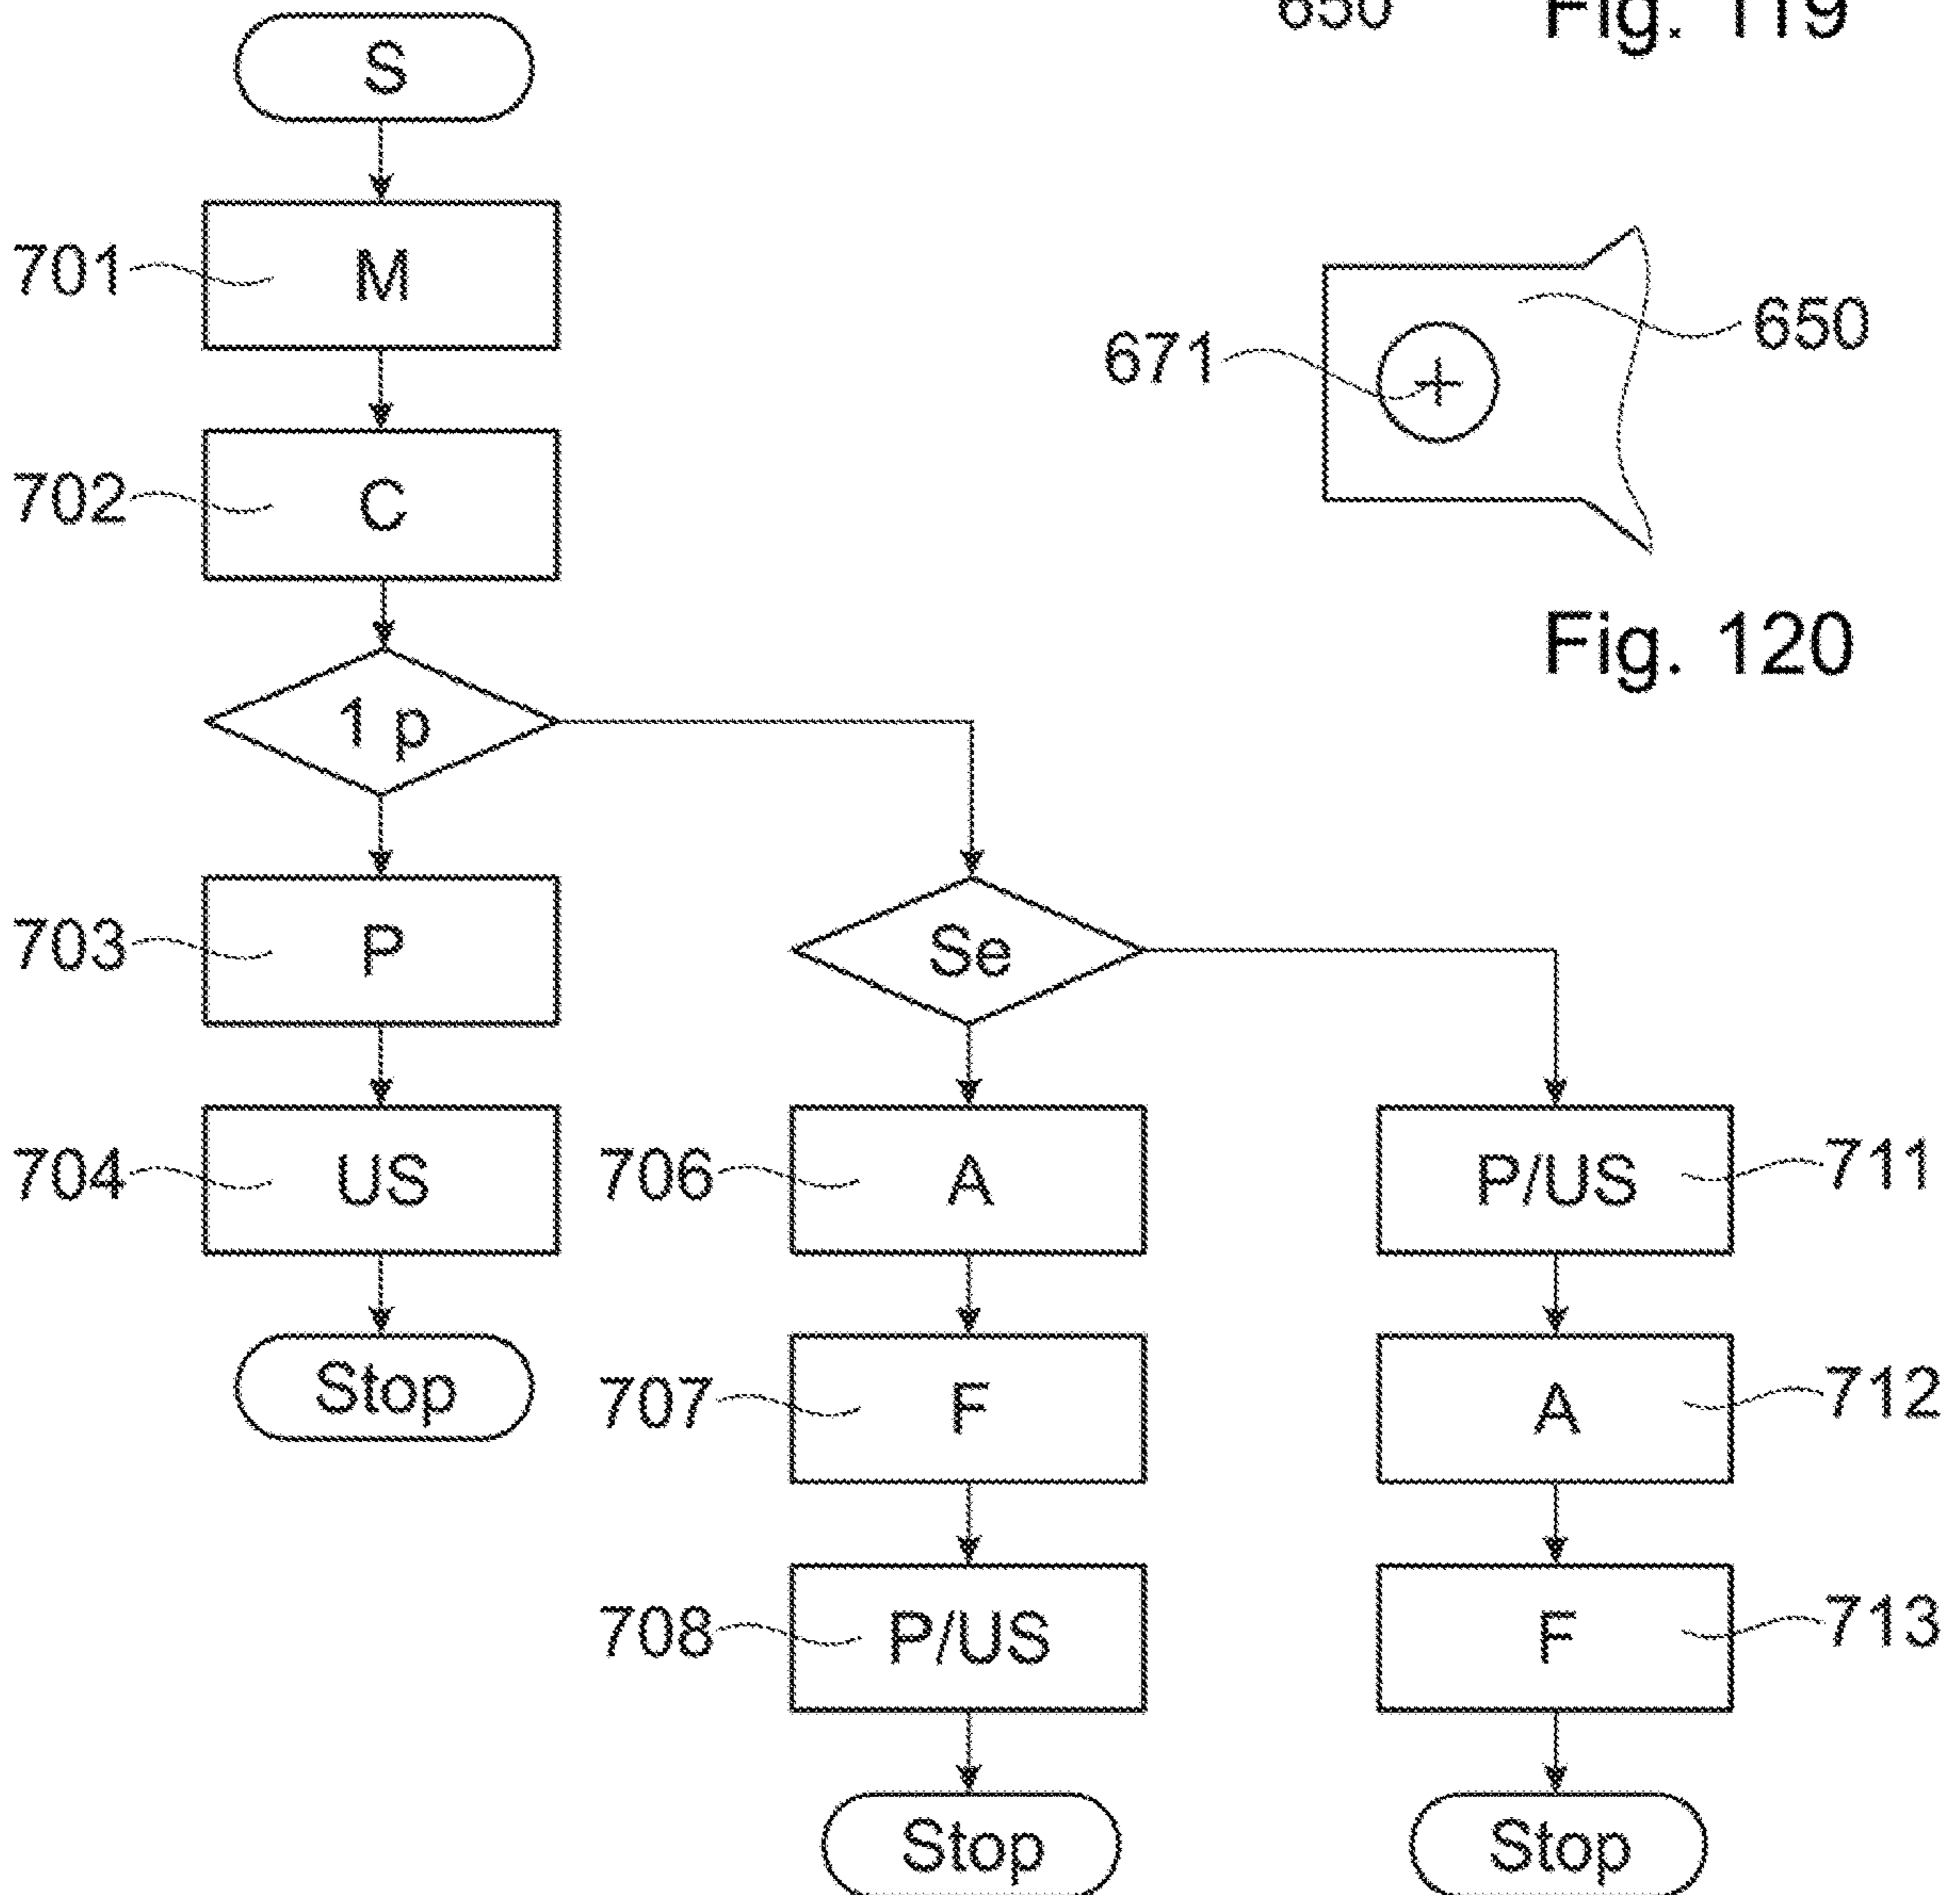 650 Fig. 119
S
701 M
671 650
702 C
Fig. 120
1 p
703 P Se
704 US 706 A P/US 711
Stop 707 F A 712
708 P/US F 713
Stop Stop